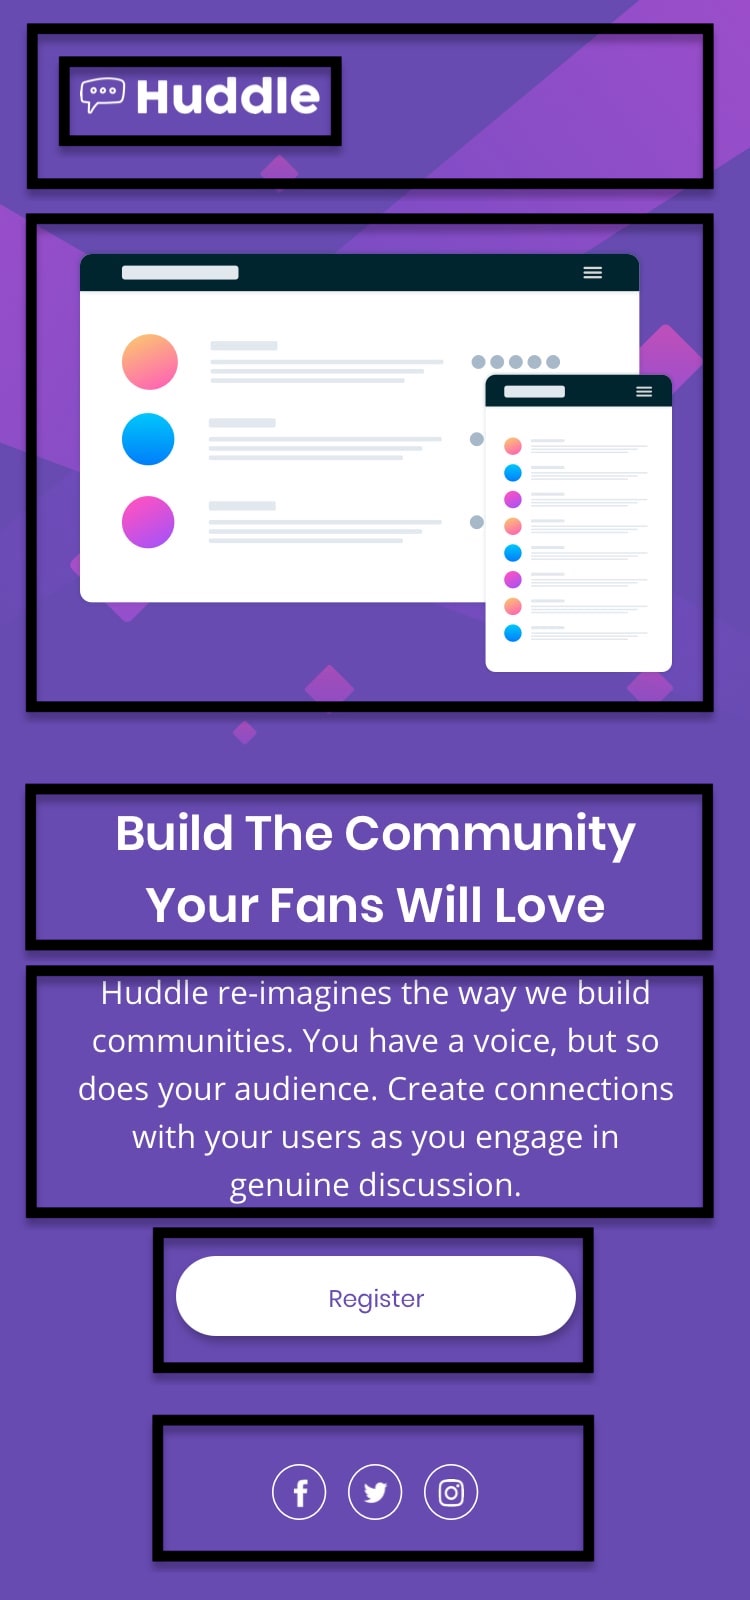 Huddle
Build The Community
Your Fans Will Love
Huddle re-imagines the way we build
communities. You have a voice, but so
does your audience. Create connections
with your users as you engage in
genuine discussion.
Register